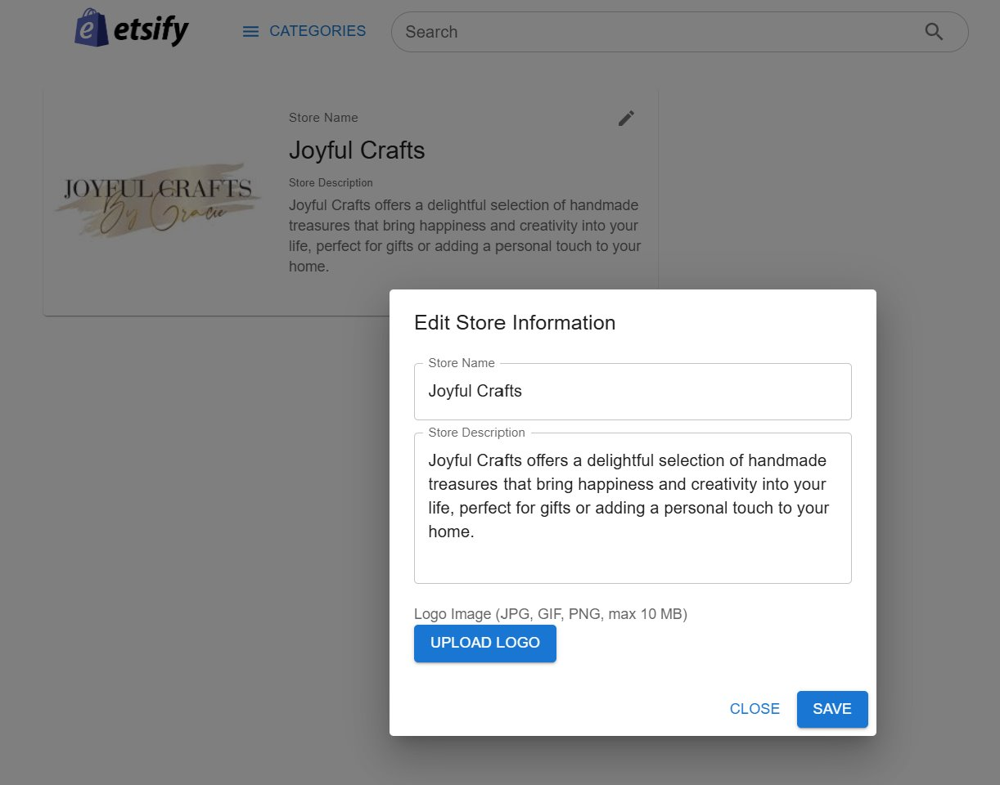 e etsify
CATEGORIES
Search
Store Name
Joyful Crafts
JOYFUL CRAFTS
By Gracie
Store Description
Joyful Crafts offers a delightful selection of handmade
treasures that bring happiness and creativity into your
life, perfect for gifts or adding a personal touch to your
home.
Edit Store Information
Store Name
Joyful Crafts
Store Description
Joyful Crafts offers a delightful selection of handmade
treasures that bring happiness and creativity into your
life, perfect for gifts or adding a personal touch to your
home.
Logo Image (JPG, GIF, PNG, max 10 MB)
UPLOAD LOGO
CLOSE
SAVE